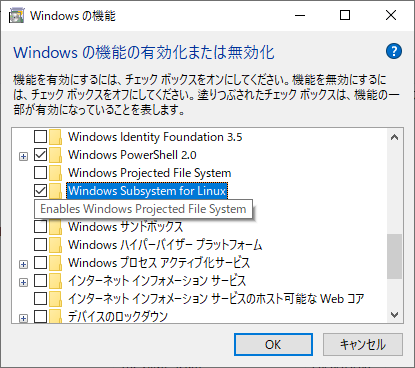 Windows の機能
Windows の機能の有効化または無効化
機能を有効にするには、チェック ボックスをオンにしてください。機能を無効にするに
は、チェック ボックスをオフにしてください。塗りつぶされたチェック ボックスは、機能の一
部が有効になっていることを表します。
Windows Identity Foundation 3.5
Windows PowerShell 2.0
Windows Projected File System
Windows Subsystem for Linux
Enables Windows Projected File System
Windows サンドボックス
Windows ハイパーバイザー プラットフォーム
Windows プロセス アクティブ化サービス
インターネット インフォメーション サービス
インターネット インフォメーション サービスのホスト可能な Web コア
デバイスのロックダウン
OK
キャンセル